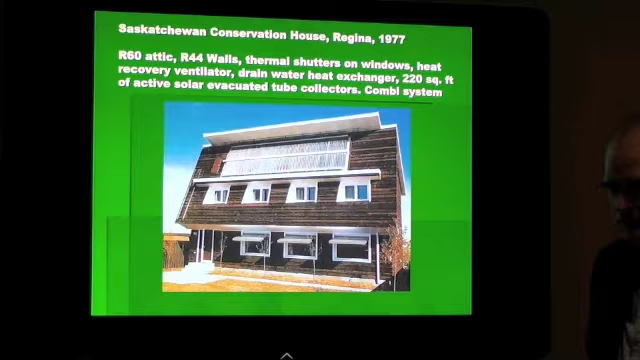 Saskatchewan Conservation House, Regina, 1977
R60 attic, R44 Walls, thermal shutters on windows, heat
recovery ventilator, drain water heat exchanger, 220 sq. ft
of active solar evacuated tube collectors. Combi system